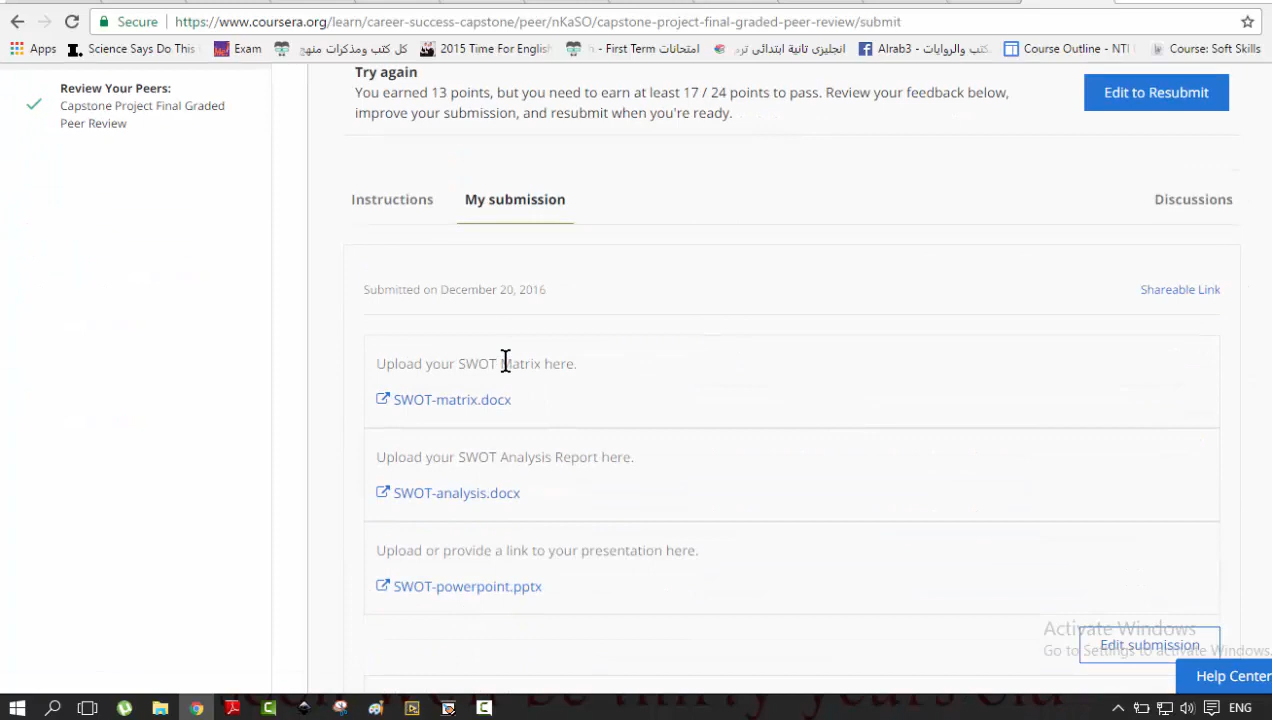 Secure
https://www.coursera.org/learn/career-success-capstone/peer/nKaSO/capstone-project-final-graded-peer-review/submit
Apps Science Says Do This Exam كل كتب ومذكرات منهج 2015 Time For English n - First Term امتحانات انجليزى ثانية ابتدائى ترم Alrab3 Course Outline - NTI Course: Soft Skills
Review Your Peers:
Capstone Project Final Graded
Peer Review
Try again
You earned 13 points, but you need to earn at least 17 / 24 points to pass. Review your feedback below,
improve your submission, and resubmit when you're ready.
Edit to Resubmit
Instructions
My submission
Discussions
Submitted on December 20, 2016
Shareable Link
Upload your SWOT Matrix here.
SWOT-matrix.docx
Upload your SWOT Analysis Report here.
SWOT-analysis.docx
Upload or provide a link to your presentation here.
SWOT-powerpoint.pptx
Activate Windows
Edit submission
Go to Settings to activate Windows.
Help Center
ENG